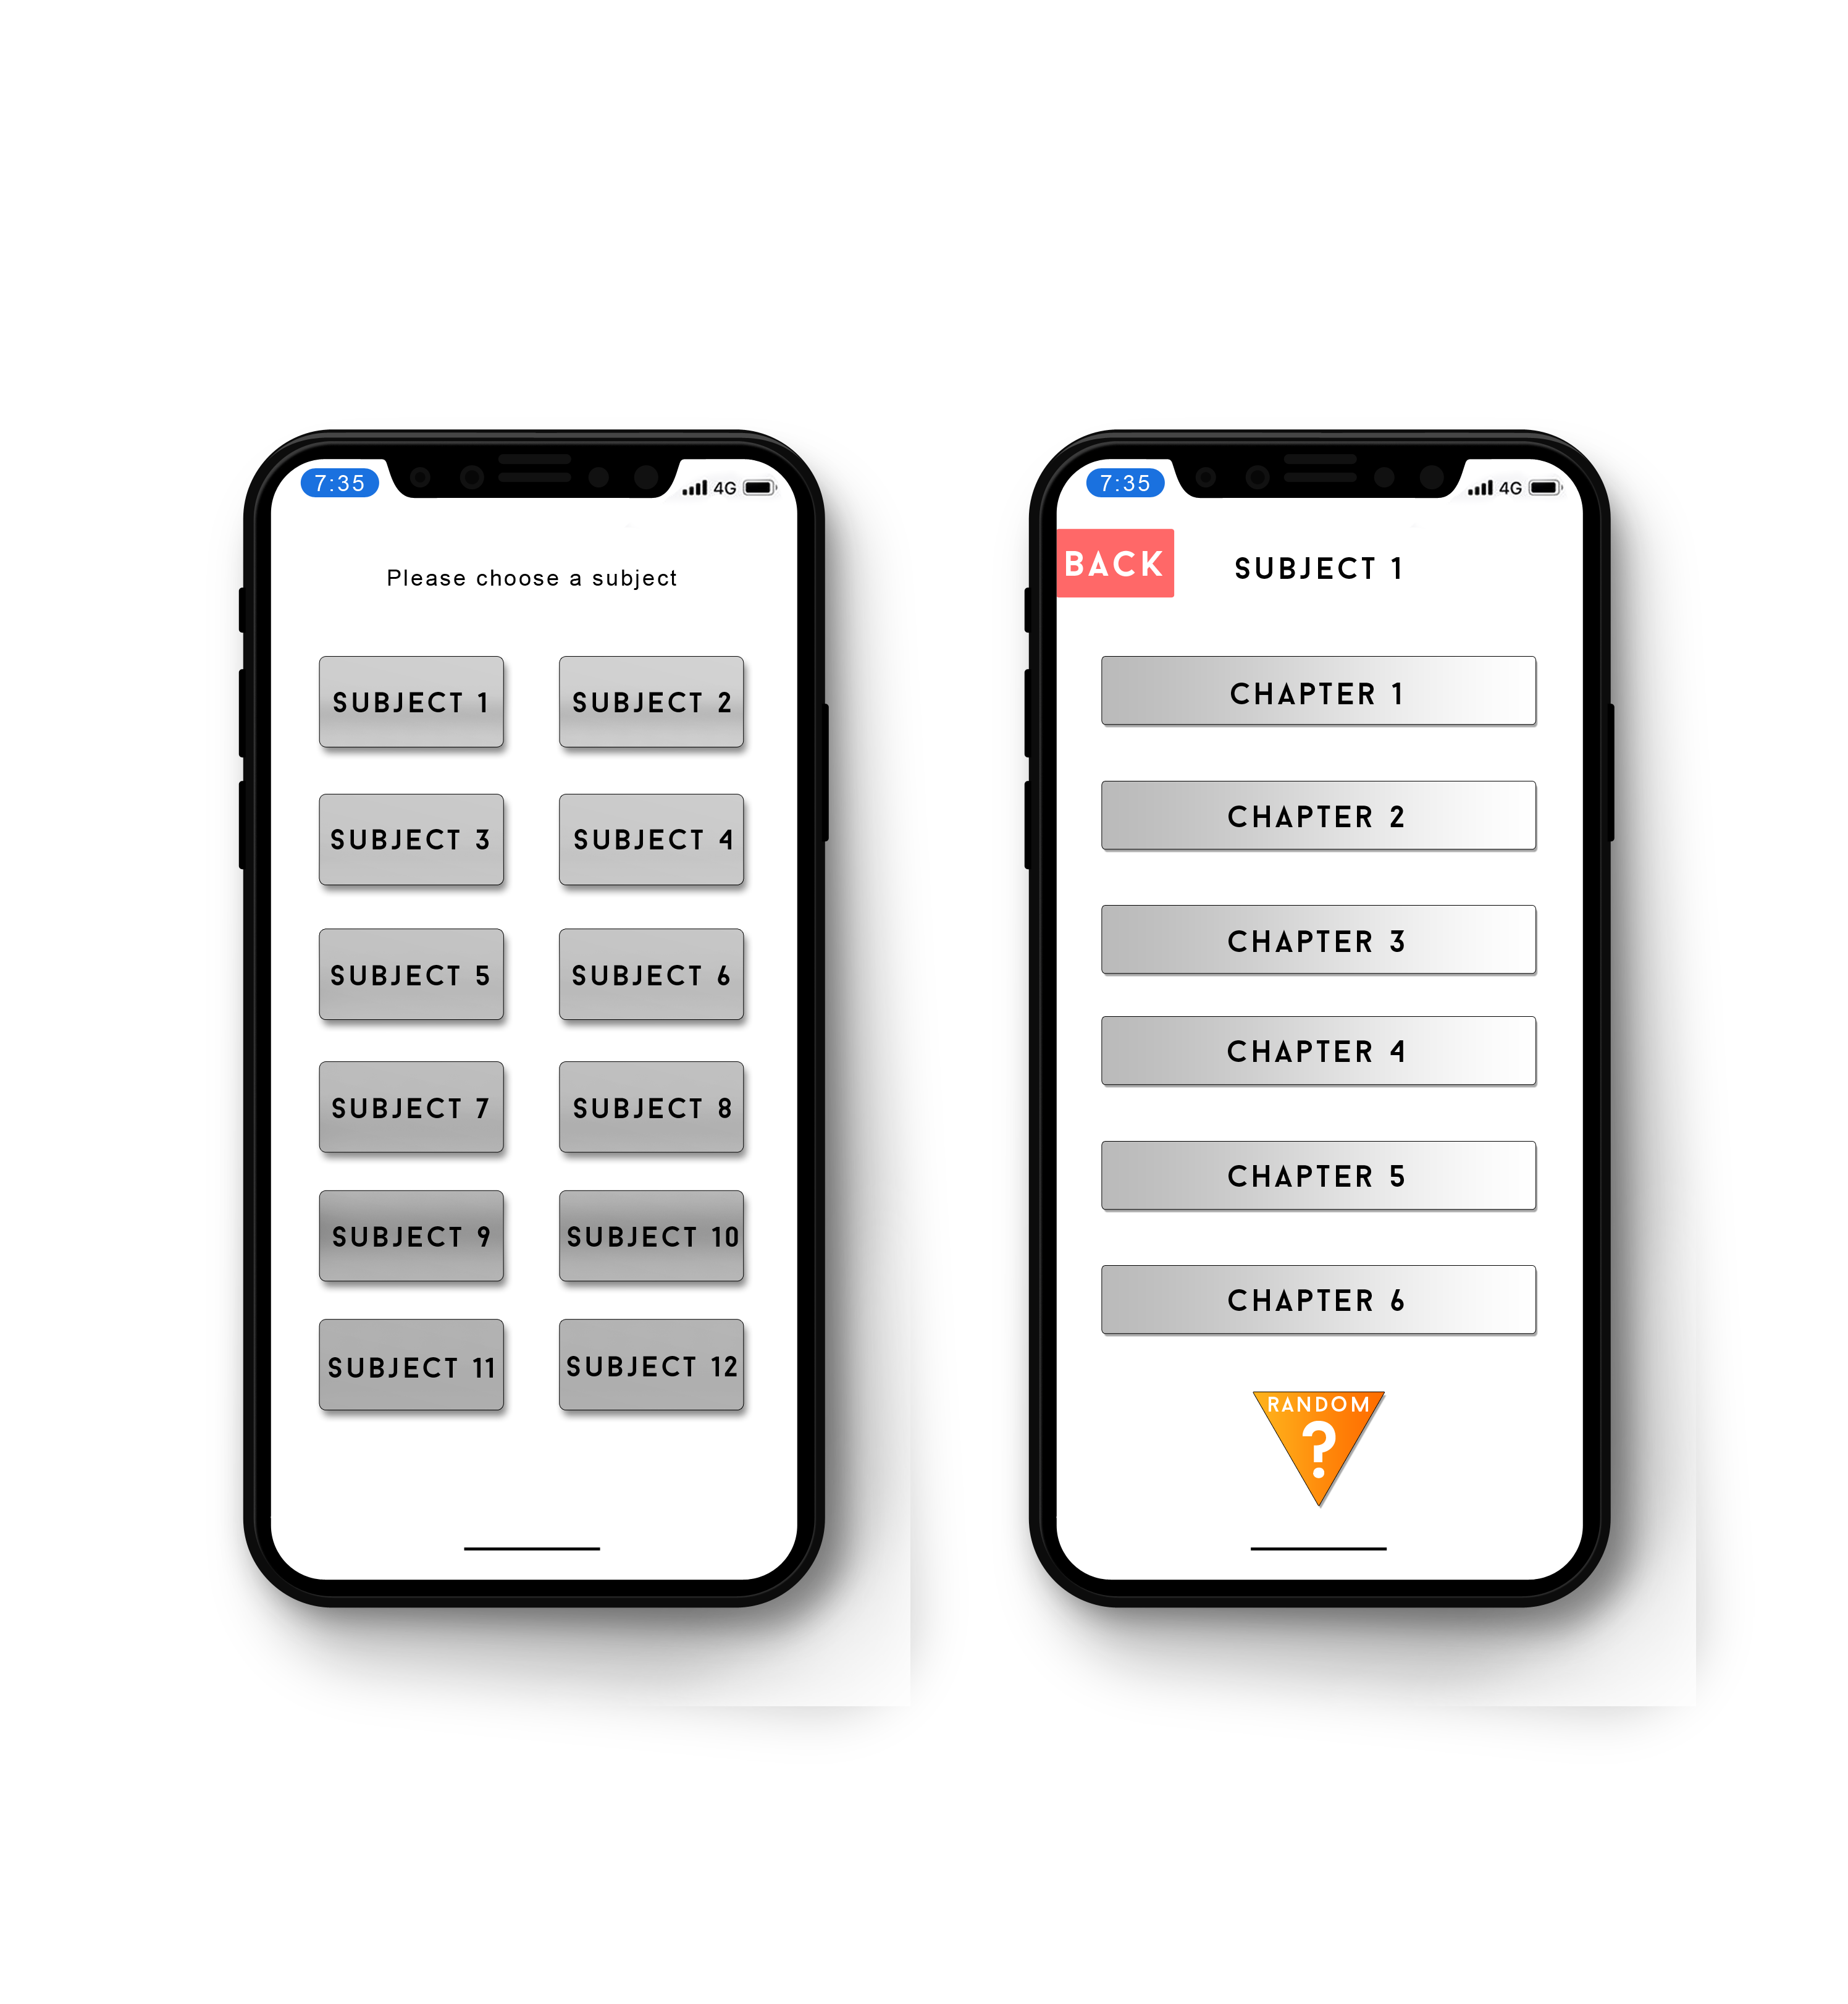 7:35
4G
Please choose a subject
SUBJECT 1
SUBJECT 2
SUBJECT 3
SUBJECT 4
SUBJECT 5
SUBJECT 6
SUBJECT 7
SUBJECT 8
SUBJECT 9
SUBJECT 10
SUBJECT 11
SUBJECT 12
7:35
4G
BACK
SUBJECT 1
CHAPTER 1
CHAPTER 2
CHAPTER 3
CHAPTER 4
CHAPTER 5
CHAPTER 6
RANDOM
?